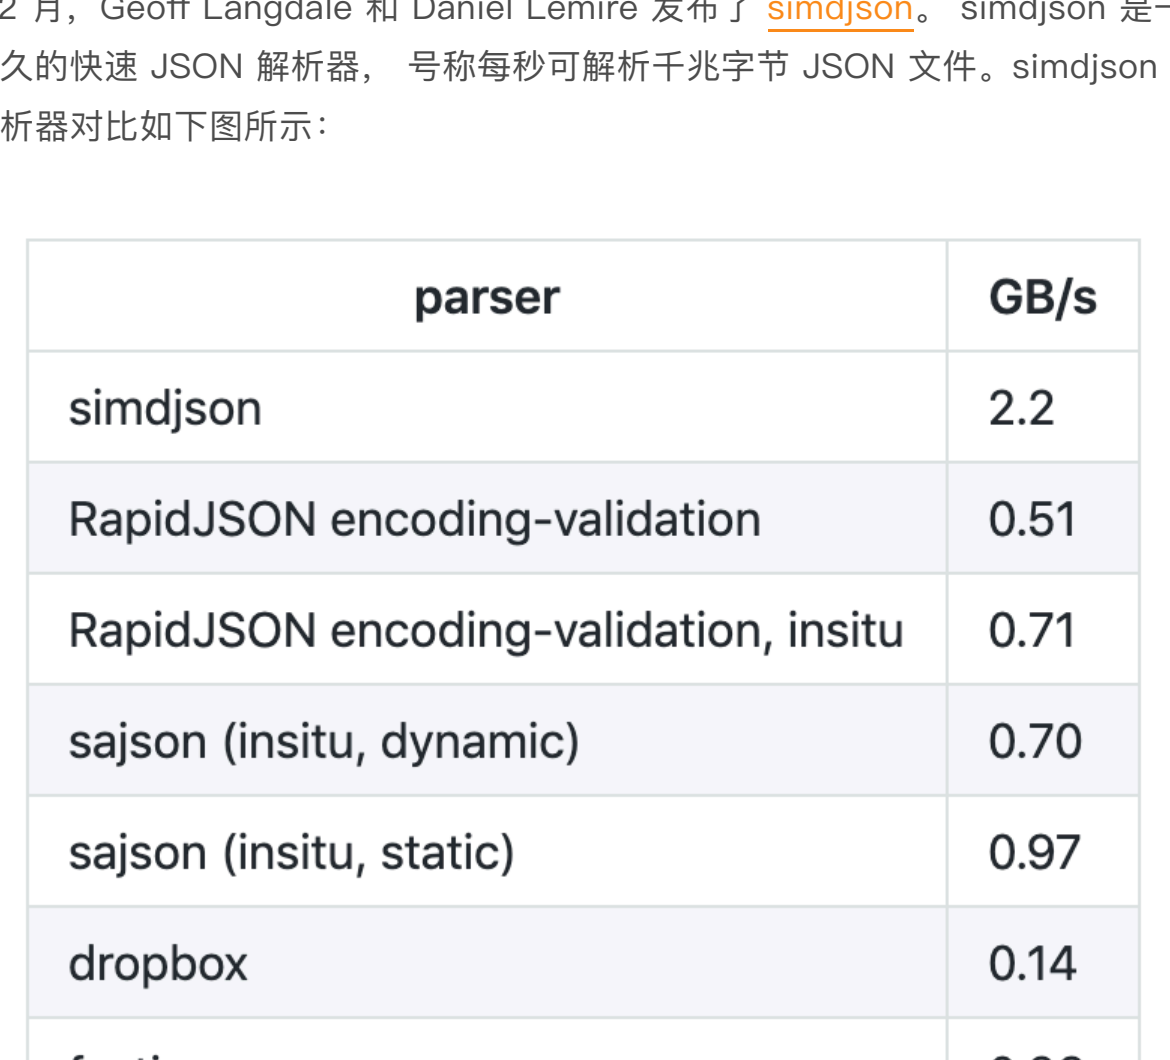 2 月，Geoff Langdale 和 Daniel Lemire 发布了 simdjson。 simdjson 是一
久的快速 JSON 解析器， 号称每秒可解析千兆字节 JSON 文件。simdjson
析器对比如下图所示：
parser GB/s
simdjson 2.2
RapidJSON encoding-validation 0.51
RapidJSON encoding-validation, insitu 0.71
sajson (insitu, dynamic) 0.70
sajson (insitu, static) 0.97
dropbox 0.14